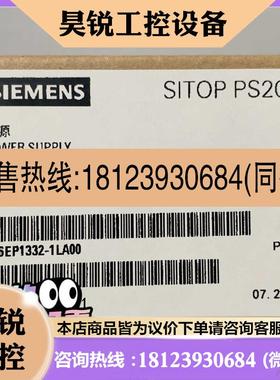 昊锐工控设备
SIEMENS
SITOP PS20
源
POWER SUPPLY
售热线:18123930684(同
6EP1332-1LA00
P
07. 2
锐
本店商品皆为议价下单请咨询客服
控
咨询热线:18123930684 (微